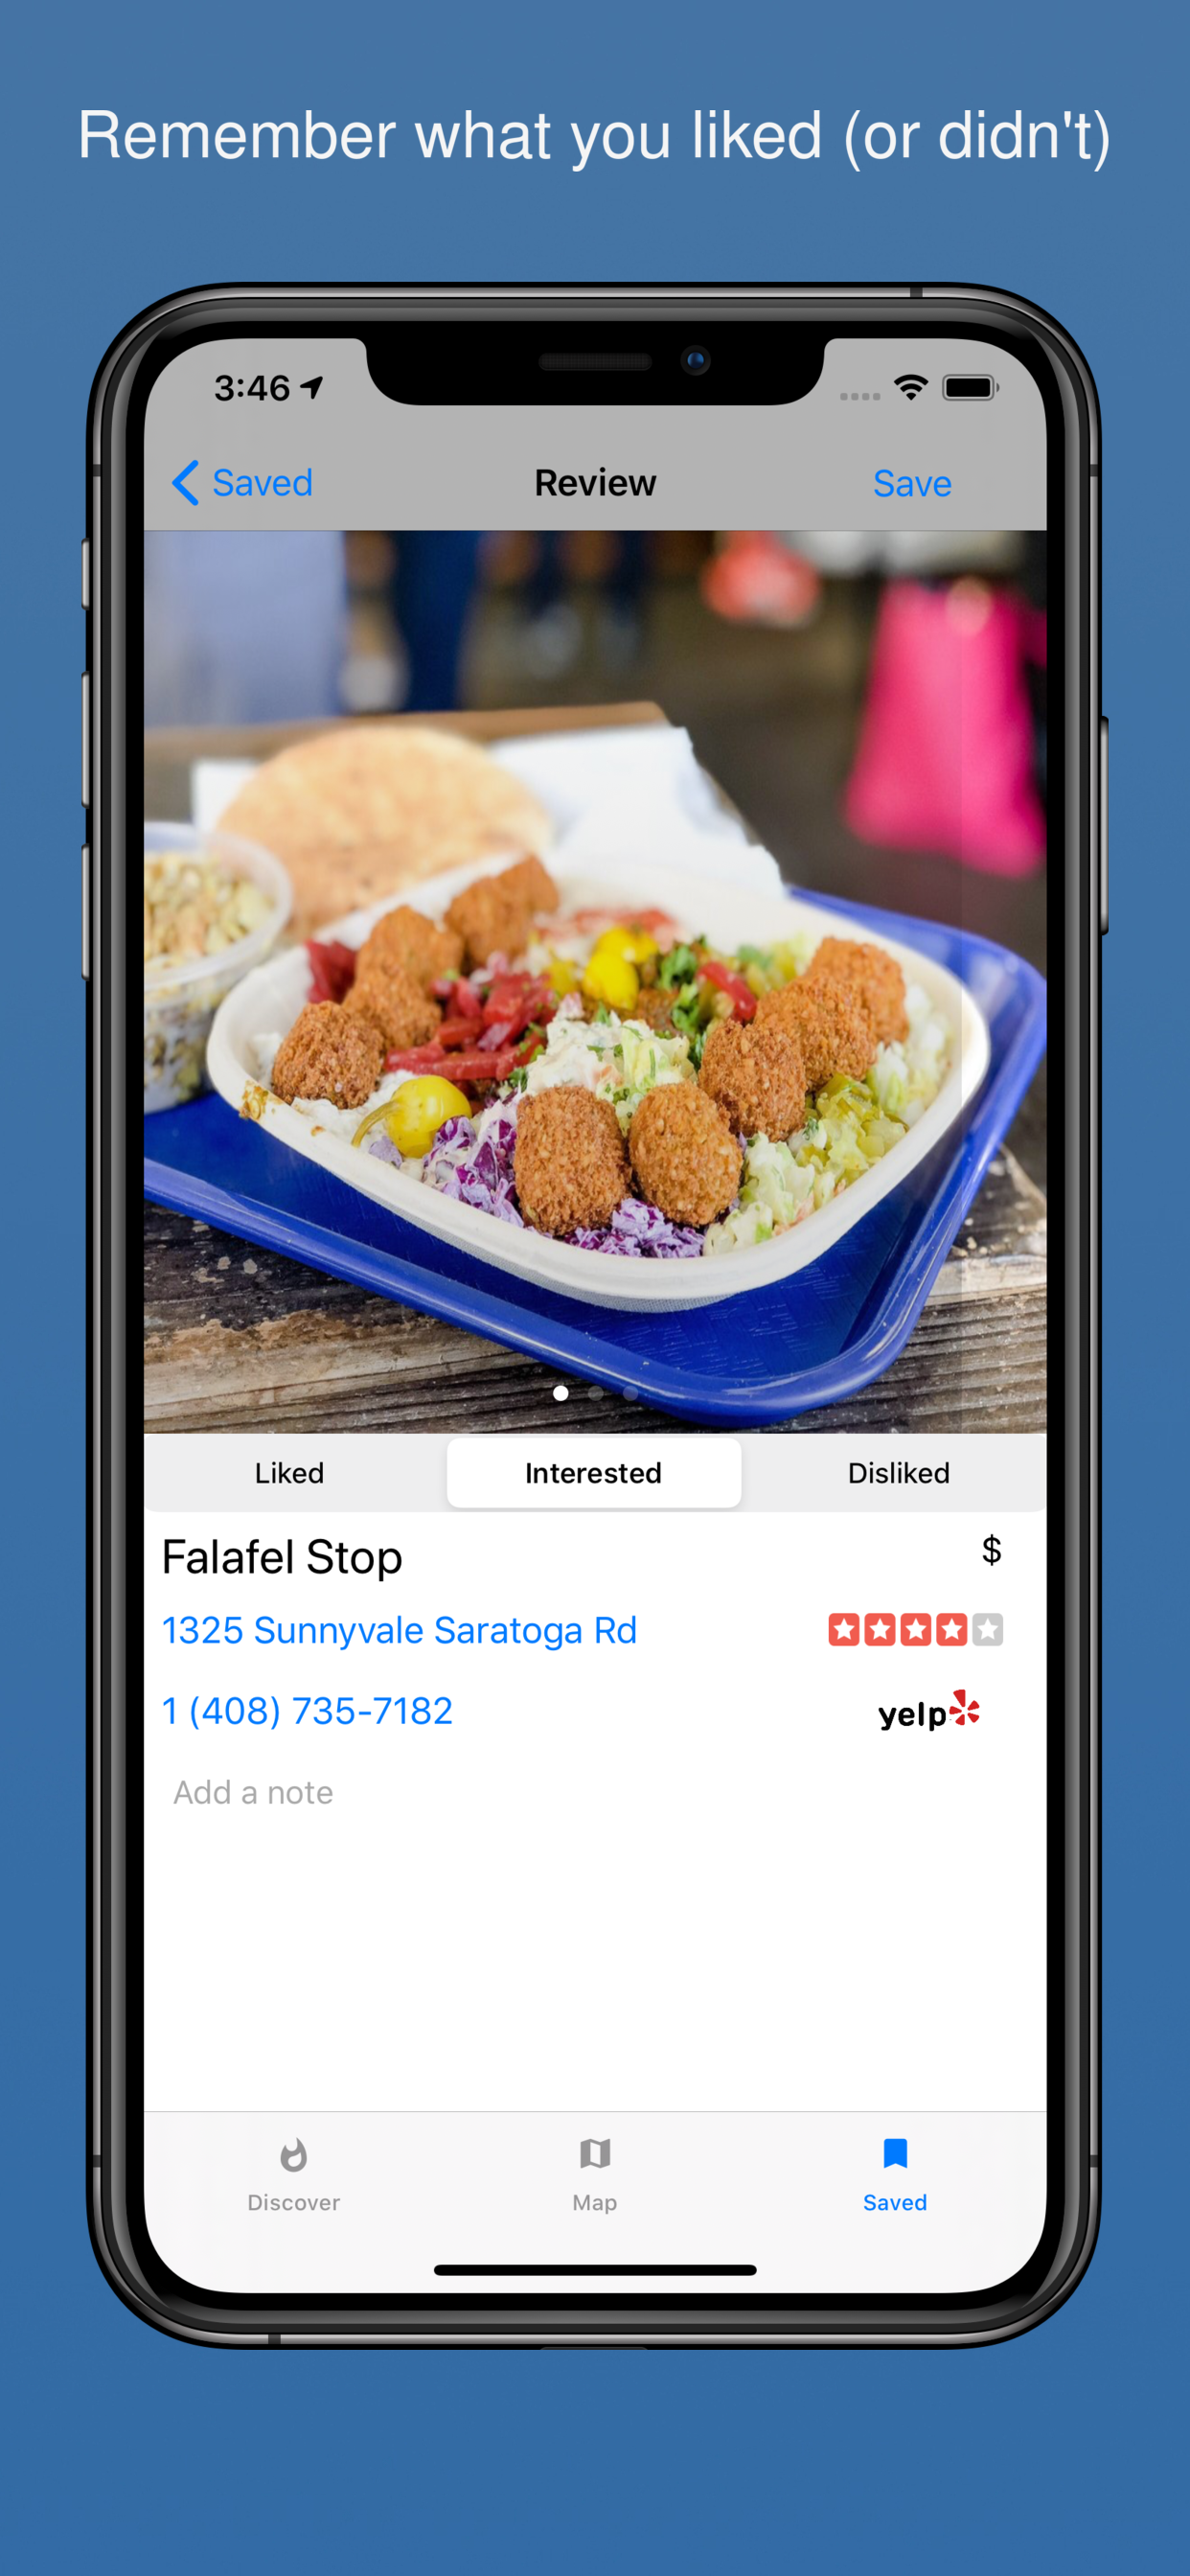 Remember what you liked (or didn't)
3:46
Saved Review Save
Liked Interested Disliked
Falafel Stop $
1325 Sunnyvale Saratoga Rd
1 (408) 735-7182 yelp
Add a note
Discover Map Saved